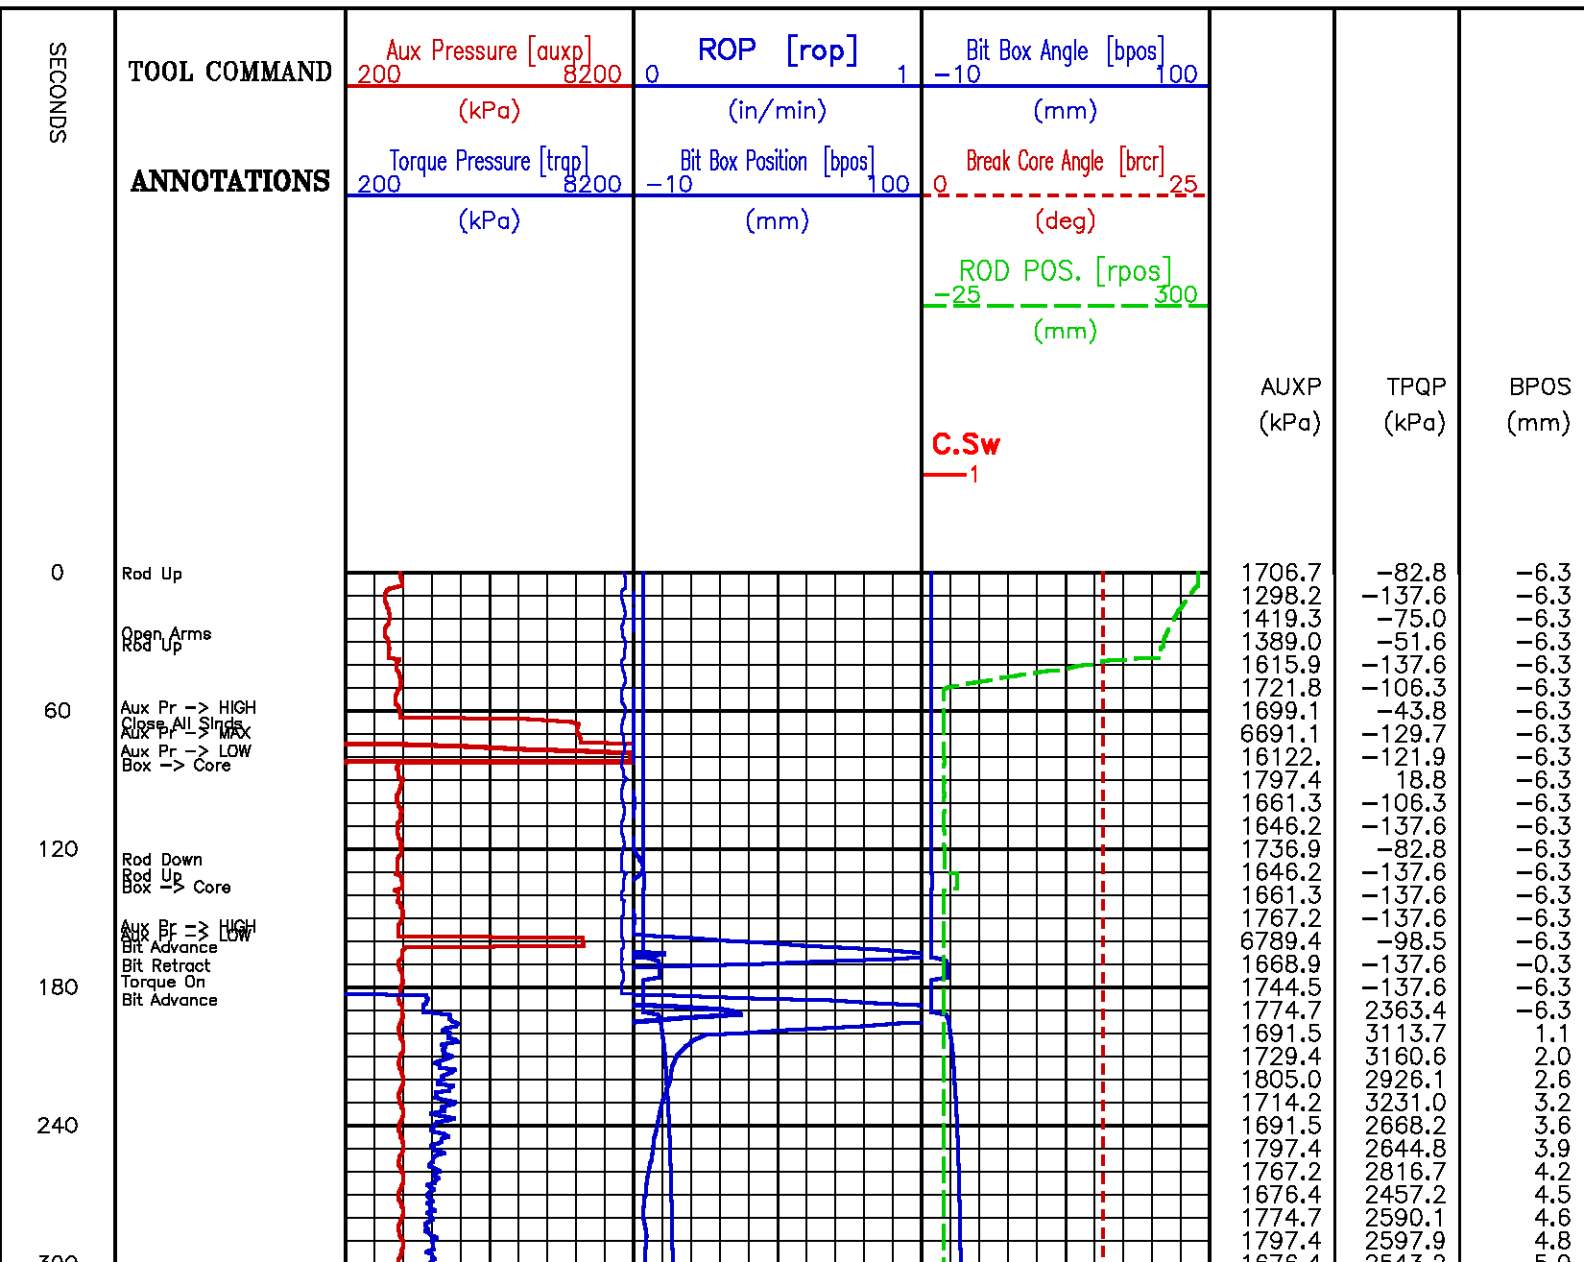 SECONDS
TOOL COMMAND
ANNOTATIONS
Aux Pressure [auxp]
200 8200
(kPa)
Torque Pressure [trqp]
200 8200
(kPa)
ROP [rop]
0 1
(in/min)
Bit Box Position [bpos]
-10 100
(mm)
Bit Box Angle [bpos]
-10 100
(mm)
Break Core Angle [brcr]
0 25
(deg)
ROD POS. [rpos]
-25 300
(mm)
C.Sw
1
AUXP TPQP BPOS
(kPa) (kPa) (mm)
0 Rod Up 1706.7 -82.8 -6.3
1298.2 -137.6 -6.3
1419.3 -75.0 -6.3
Open Arms
Rod Up 1389.0 -51.6 -6.3
1615.9 -137.6 -6.3
1721.8 -106.3 -6.3
60 Aux Pr -> HIGH 1699.1 -43.8 -6.3
Close All Slnds
Aux Pr -> MAX 6691.1 -129.7 -6.3
Aux Pr -> LOW 16122. -121.9 -6.3
Box -> Core
1797.4 18.8 -6.3
1661.3 -106.3 -6.3
1646.2 -137.6 -6.3
120 1736.9 -82.8 -6.3
Rod Down
Rod Up 1646.2 -137.6 -6.3
Box -> Core 1661.3 -137.6 -6.3
1767.2 -137.6 -6.3
Aux Pr -> HIGH
Aux Pr -> LOW 6789.4 -98.5 -6.3
Bit Advance
Bit Retract 1668.9 -137.6 -0.3
Torque On
180 1744.5 -137.6 -6.3
Bit Advance 1774.7 2363.4 -6.3
1691.5 3113.7 1.1
1729.4 3160.6 2.0
1805.0 2926.1 2.6
1714.2 3231.0 3.2
240 1691.5 2668.2 3.6
1797.4 2644.8 3.9
1767.2 2816.7 4.2
1676.4 2457.2 4.5
1774.7 2590.1 4.6
1797.4 2597.9 4.8
300 1676.4 2543.2 5.0